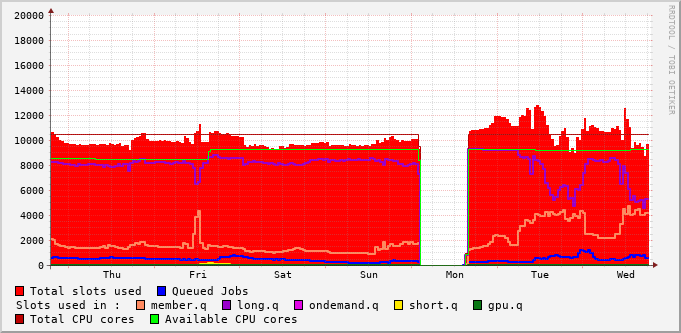 RRDTOOL / TOBI OETIKER
20000
18000
16000
14000
12000
10000
8000
6000
4000
2000
0
Thu Fri Sat Sun Mon Tue Wed
Total slots used Queued Jobs
Slots used in : member.q long.q ondemand.q short.q gpu.q
Total CPU cores Available CPU cores